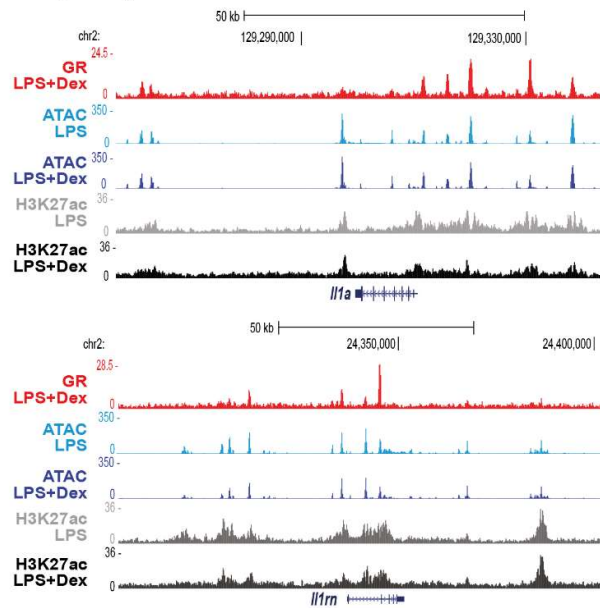 50 kb
chr2: 129,290,000 129,330,000
24.5 -
GR
LPS+Dex 0
350 -
ATAC
LPS 0
350 -
ATAC
LPS+Dex 0
36 -
H3K27ac
LPS 0
36 -
H3K27ac
LPS+Dex 0
Il1a
50 kb
chr2: 24,350,000 24,400,000
28.5 -
GR
LPS+Dex 0
350 -
ATAC
LPS 0
350 -
ATAC
LPS+Dex 0
36 -
H3K27ac
LPS 0
36 -
H3K27ac
LPS+Dex 0
Il1rn